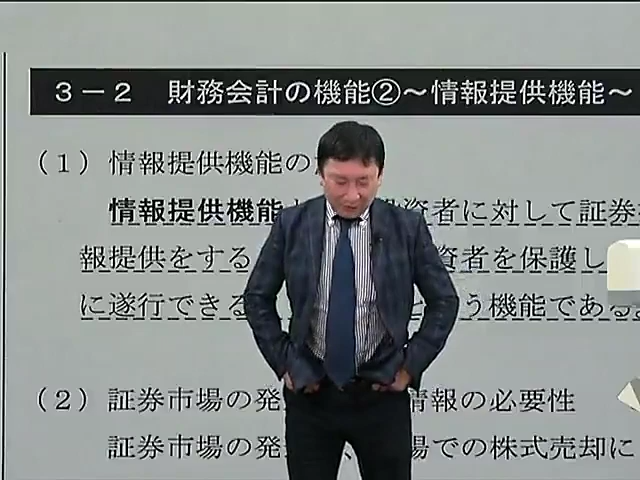 3－2 財務会計の機能②～情報提供機能～
(1) 情報提供機能の
情報提供機能 投資者に対して証券
報提供をする 資者を保護し
に遂行できる う機能である
(2) 証券市場の発 情報の必要性
証券市場の発 場での株式売却に